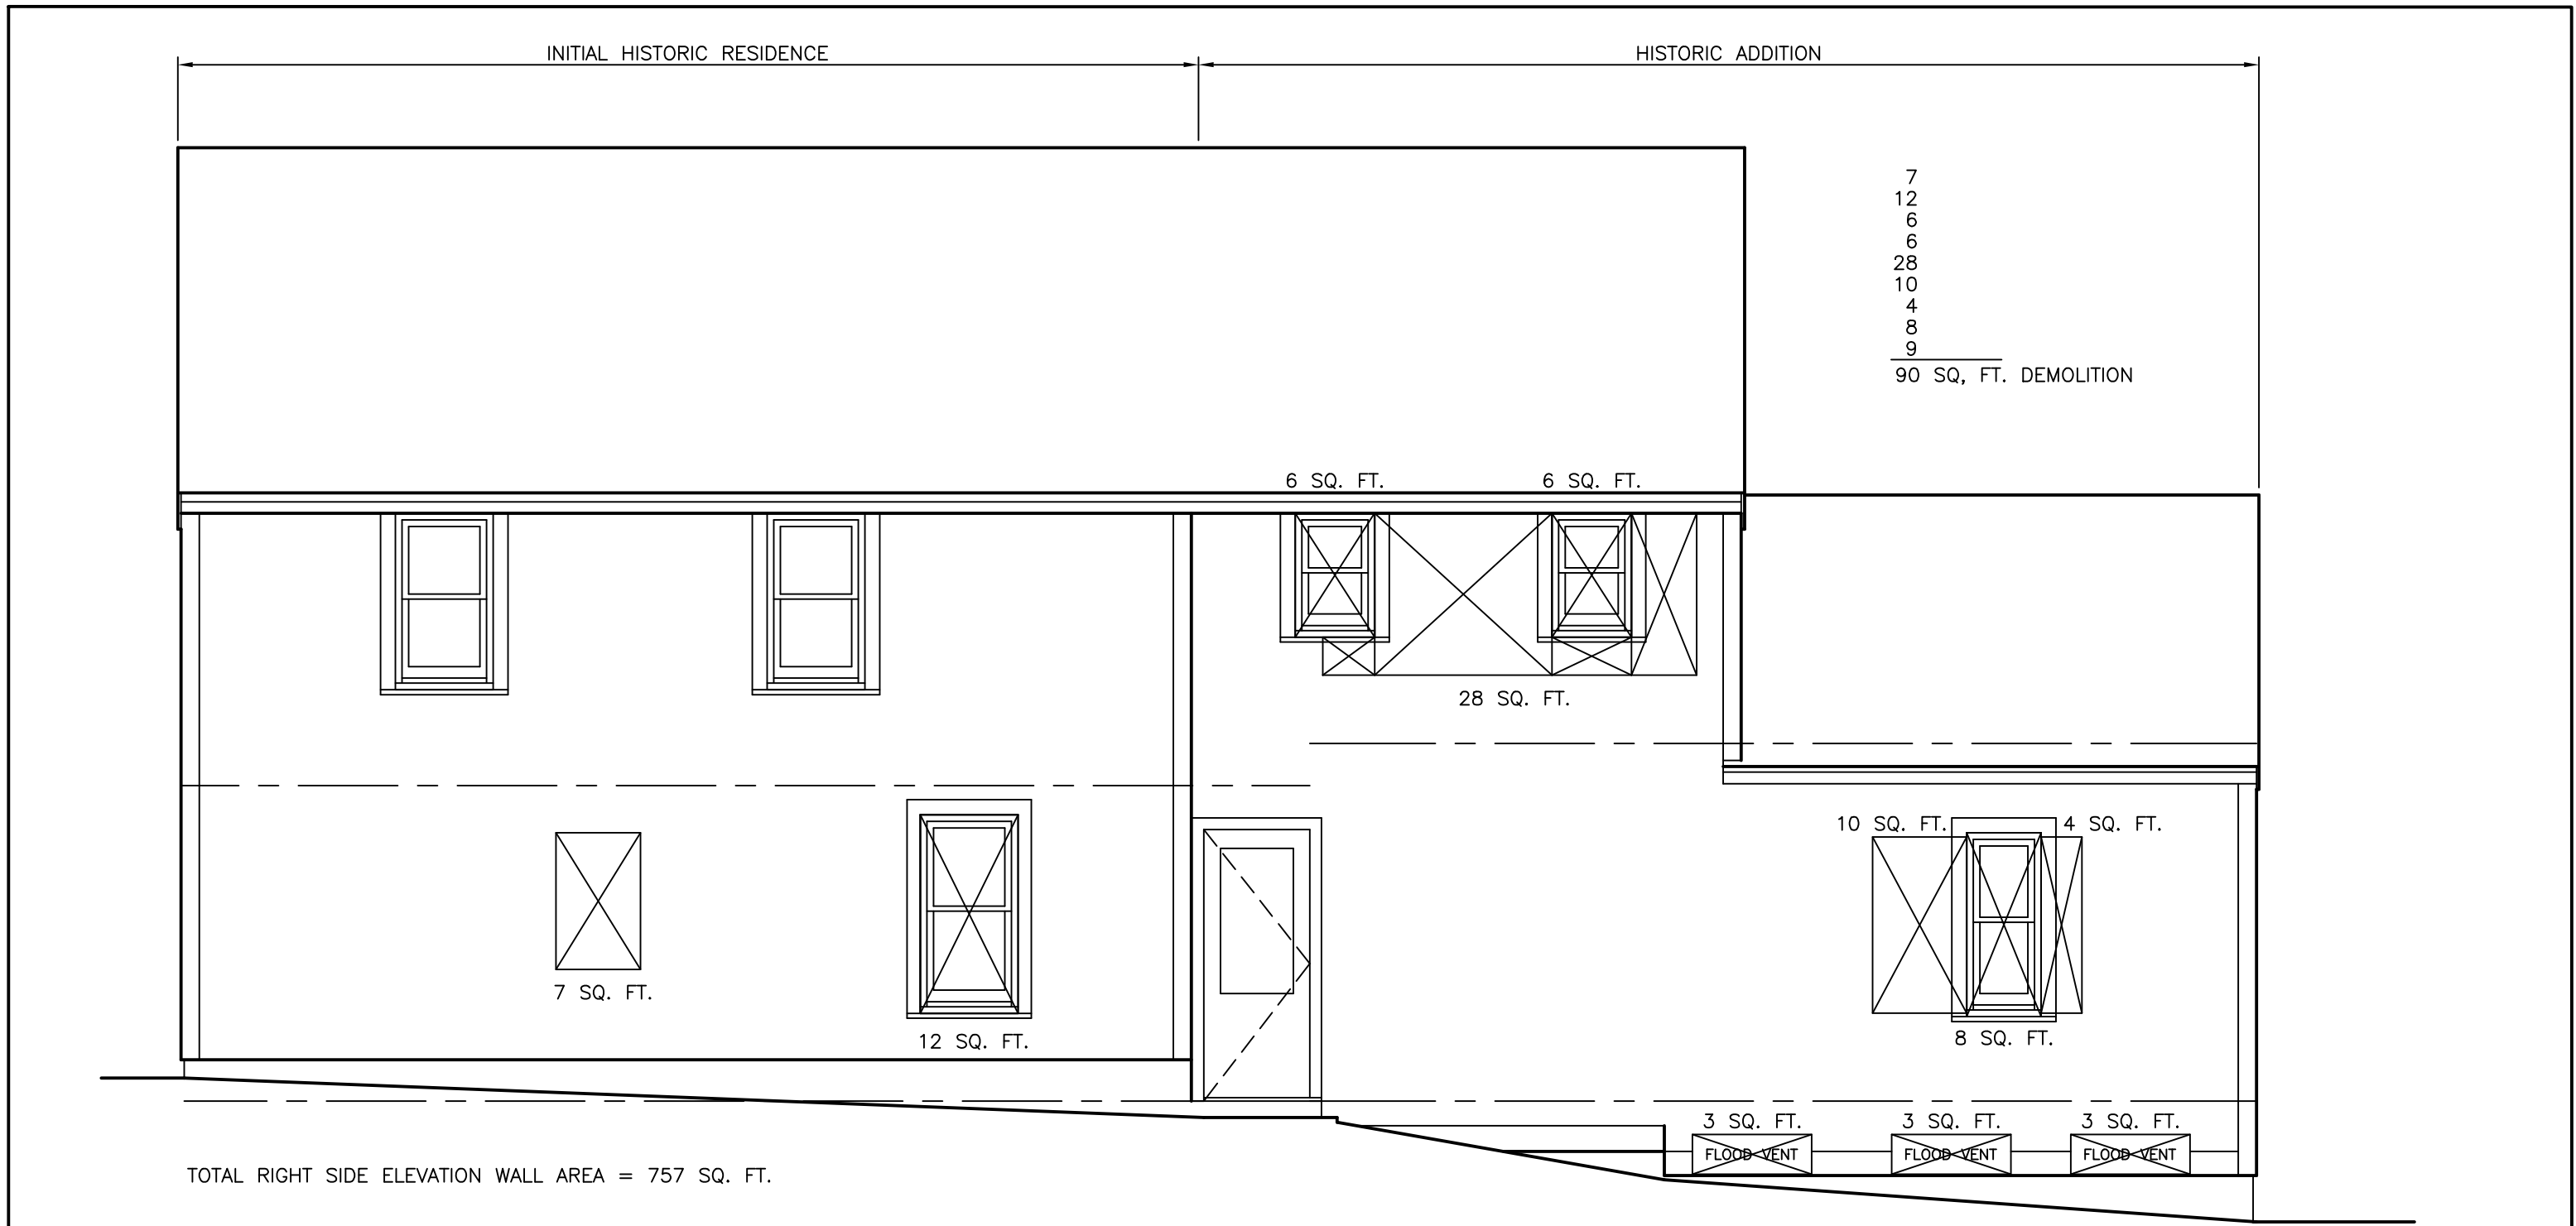 INITIAL HISTORIC RESIDENCE
HISTORIC ADDITION
7
12
6
6
28
10
4
8
9
90 SQ, FT. DEMOLITION
6 SQ. FT.
6 SQ. FT.
28 SQ. FT.
10 SQ. FT.
4 SQ. FT.
7 SQ. FT.
12 SQ. FT.
8 SQ. FT.
3 SQ. FT.
3 SQ. FT.
3 SQ. FT.
FLOOD VENT
FLOOD VENT
FLOOD VENT
TOTAL RIGHT SIDE ELEVATION WALL AREA = 757 SQ. FT.